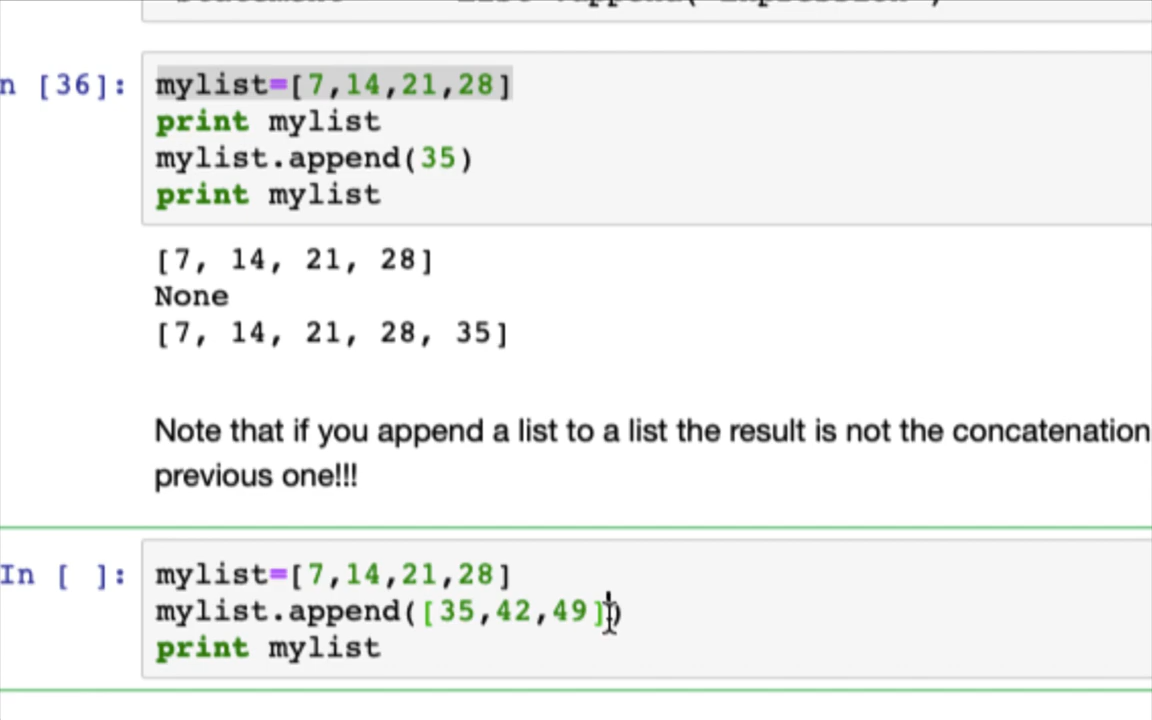 n [36]:
mylist=[7,14,21,28]
print mylist
mylist.append(35)
print mylist
[7, 14, 21, 28]
None
[7, 14, 21, 28, 35]
Note that if you append a list to a list the result is not the concatenation
previous one!!!
In [ ]:
mylist=[7,14,21,28]
mylist.append([35,42,49])
print mylist